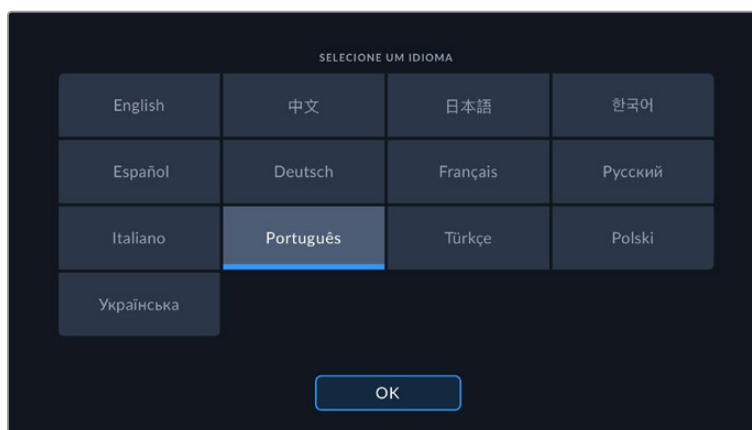 SELECIONE UM IDIOMA
English 中文 日本語 한국어
Español Deutsch Français Русский
Italiano Português Türkçe Polski
Українська
OK